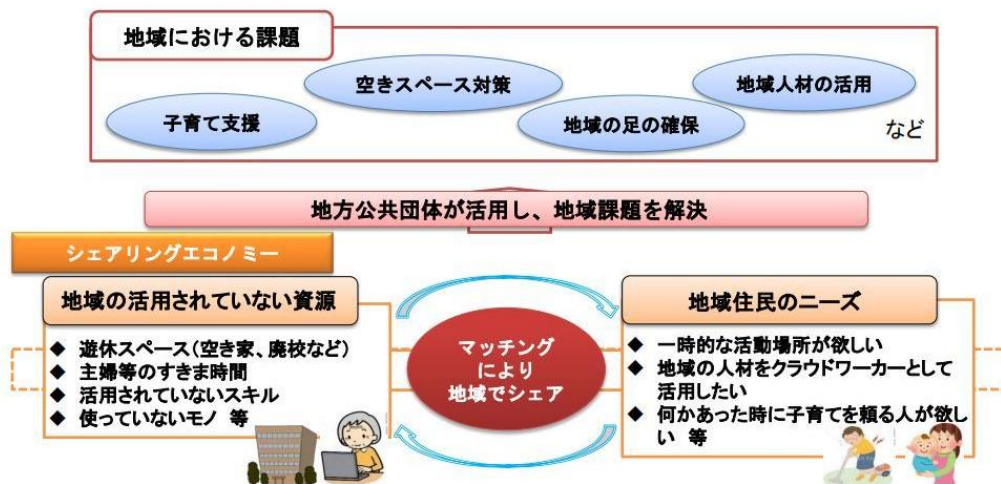 地域における課題
空きスペース対策
地域人材の活用
子育て支援
地域の足の確保
など
地方公共団体が活用し、地域課題を解決
シェアリングエコノミー
地域の活用されていない資源
◆ 遊休スペース(空き家、廃校など)
◆ 主婦等のすきま時間
◆ 活用されていないスキル
◆ 使っていないモノ 等
マッチング
により
地域でシェア
地域住民のニーズ
◆ 一時的な活動場所が欲しい
◆ 地域の人材をクラウドワーカーとして
活用したい
◆ 何かあった時に子育てを頼る人が欲し
い 等